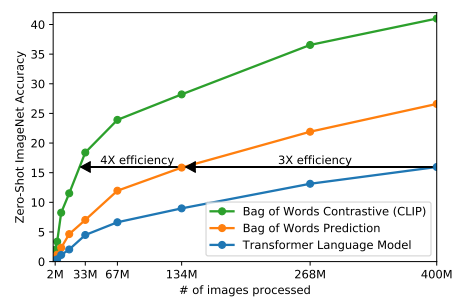 Zero-Shot ImageNet Accuracy
40
35
30
25
20
15
10
5
0
4X efficiency
3X efficiency
Bag of Words Contrastive (CLIP)
Bag of Words Prediction
Transformer Language Model
2M 33M 67M 134M 268M 400M
# of images processed